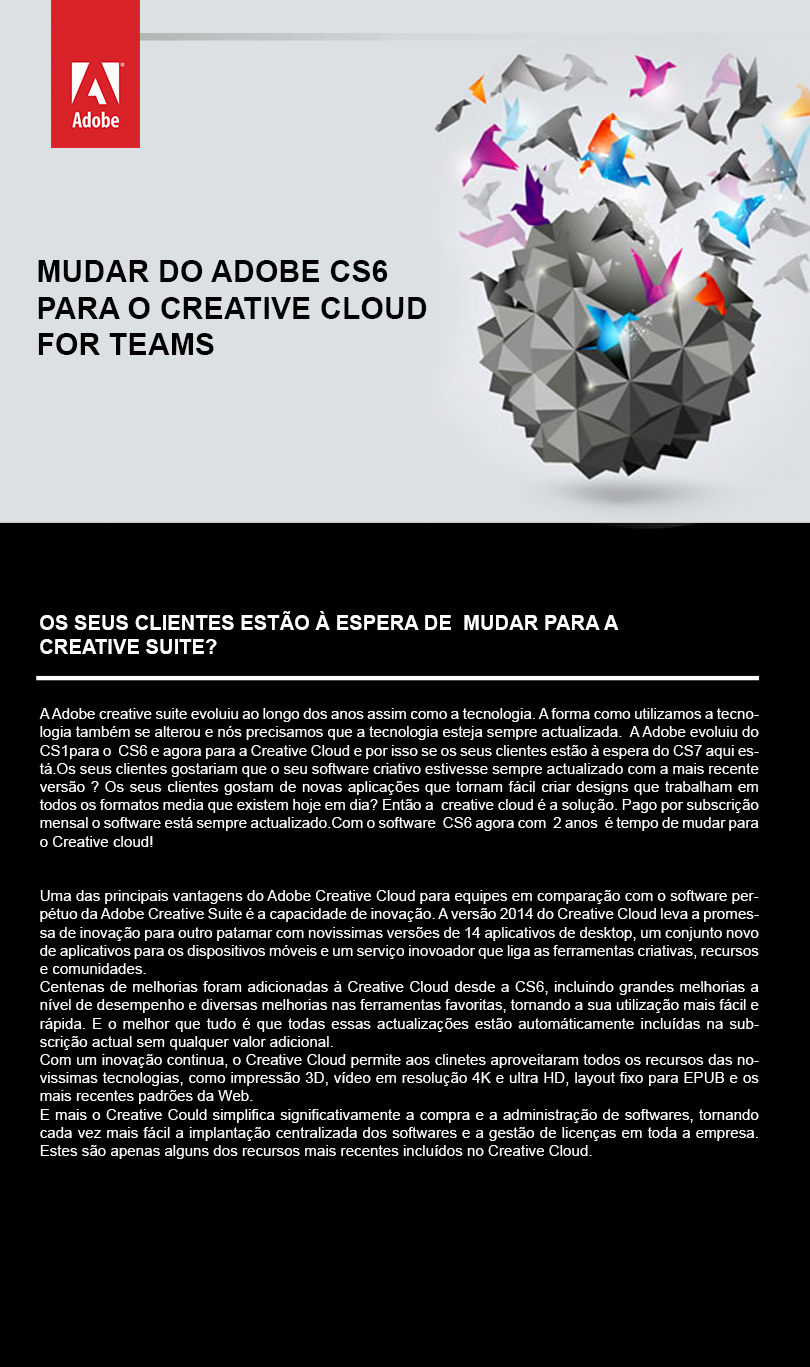 Adobe
MUDAR DO ADOBE CS6
PARA O CREATIVE CLOUD
FOR TEAMS
OS SEUS CLIENTES ESTÃO À ESPERA DE  MUDAR PARA A
CREATIVE SUITE?
A Adobe creative suite evoluiu ao longo dos anos assim como a tecnologia. A forma como utilizamos a tecno-
logia também se alterou e nós precisamos que a tecnologia esteja sempre actualizada.  A Adobe evoluiu do
CS1para o  CS6 e agora para a Creative Cloud e por isso se os seus clientes estão à espera do CS7 aqui es-
tá.Os seus clientes gostariam que o seu software criativo estivesse sempre actualizado com a mais recente
versão ? Os seus clientes gostam de novas aplicações que tornam fácil criar designs que trabalham em
todos os formatos media que existem hoje em dia? Então a  creative cloud é a solução. Pago por subscrição
mensal o software está sempre actualizado.Com o software  CS6 agora com  2 anos  é tempo de mudar para
o Creative cloud!
Uma das principais vantagens do Adobe Creative Cloud para equipes em comparação com o software per-
pétuo da Adobe Creative Suite é a capacidade de inovação. A versão 2014 do Creative Cloud leva a promes-
sa de inovação para outro patamar com novissimas versões de 14 aplicativos de desktop, um conjunto novo
de aplicativos para os dispositivos móveis e um serviço inovoador que liga as ferramentas criativas, recursos
e comunidades.
Centenas de melhorias foram adicionadas à Creative Cloud desde a CS6, incluindo grandes melhorias a
nível de desempenho e diversas melhorias nas ferramentas favoritas, tornando a sua utilização mais fácil e
rápida. E o melhor que tudo é que todas essas actualizações estão automáticamente incluídas na sub-
scrição actual sem qualquer valor adicional.
Com um inovação continua, o Creative Cloud permite aos clinetes aproveitaram todos os recursos das no-
vissimas tecnologias, como impressão 3D, vídeo em resolução 4K e ultra HD, layout fixo para EPUB e os
mais recentes padrões da Web.
E mais o Creative Could simplifica significativamente a compra e a administração de softwares, tornando
cada vez mais fácil a implantação centralizada dos softwares e a gestão de licenças em toda a empresa.
Estes são apenas alguns dos recursos mais recentes incluídos no Creative Cloud.